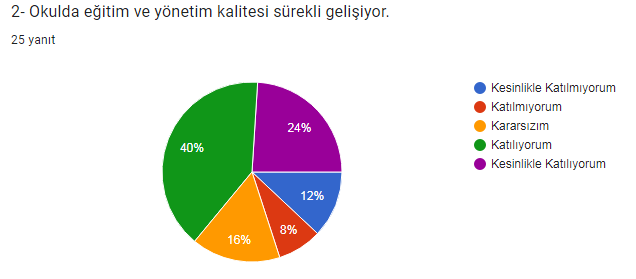 2- Okulda eğitim ve yönetim kalitesi sürekli gelişiyor.
25 yanıt
Kesinlikle Katılmıyorum
Katılmıyorum
Kararsızım
Katılıyorum
Kesinlikle Katılıyorum
24%
40%
12%
8%
16%